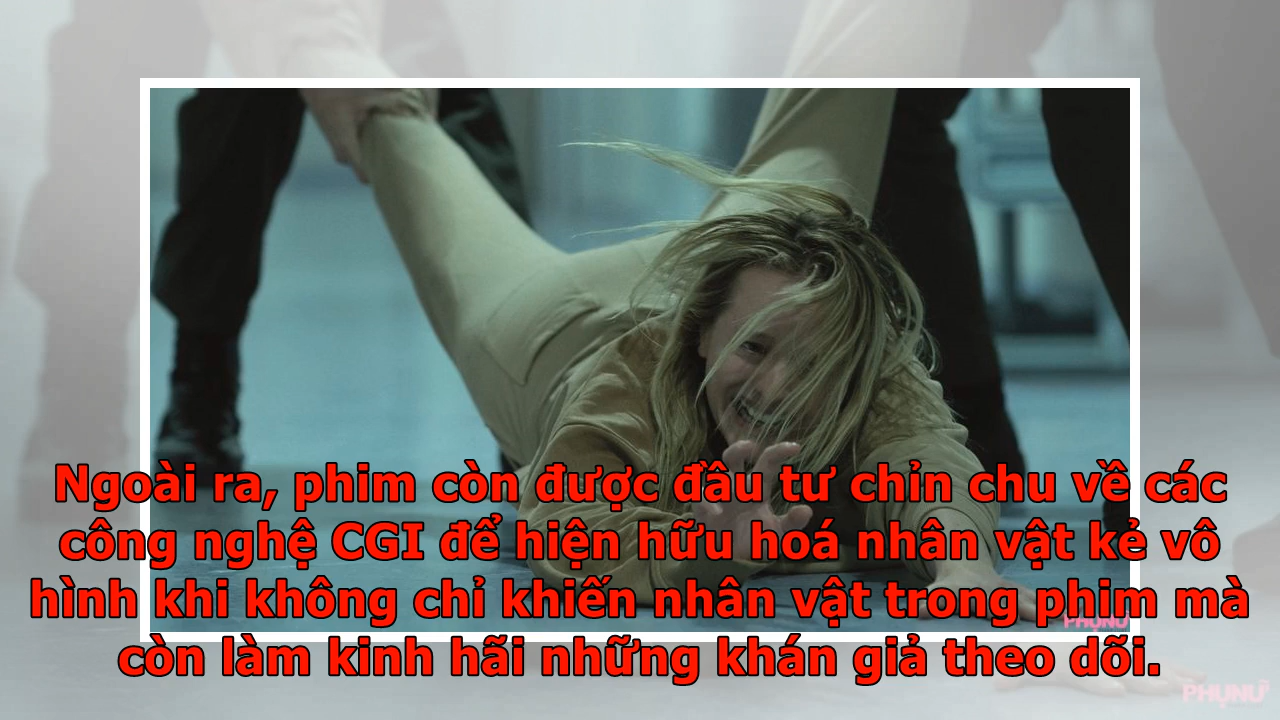 Ngoài ra, phim còn được đầu tư chỉn chu về các
công nghệ CGI để hiện hữu hoá nhân vật kẻ vô
hình khi không chỉ khiến nhân vật trong phim mà
còn làm kinh hãi những khán giả theo dõi.
PHỤNỮ
PHỤNỮ